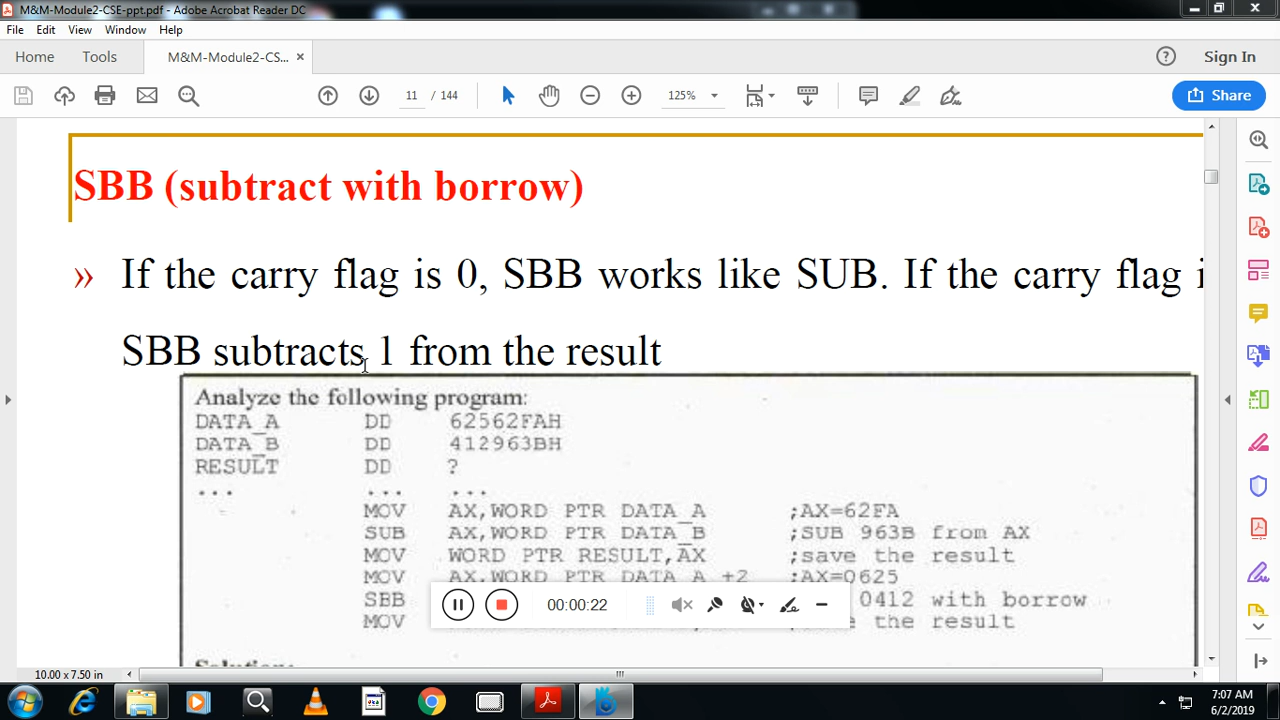 M&M-Module2-CSE-ppt.pdf - Adobe Acrobat Reader DC
File Edit View Window Help
Home Tools M&M-Module2-CS... × Sign In
11 / 144 125% Share
SBB (subtract with borrow)
» If the carry flag is 0, SBB works like SUB. If the carry flag
SBB subtracts 1 from the result
Analyze the following program:
DATA_A DD 62562FAH
DATA_B DD 412963BH
RESULT DD ?
... ... ...
MOV AX,WORD PTR DATA_A ;AX=62FA
SUB AX,WORD PTR DATA_B ;SUB 963B from AX
MOV WORD PTR RESULT,AX ;save the result
MOV AX,WORD PTR DATA_A +2 ;AX=0625
SBB 0412 with borrow
MOV the result
00:00:22
10.00 x 7.50 in
7:07 AM
6/2/2019